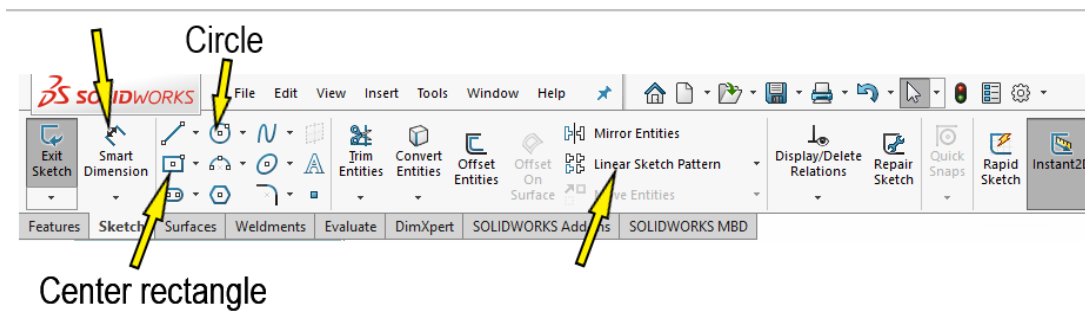 Circle
SOLIDWORKS File Edit View Insert Tools Window Help
Exit Sketch
Smart Dimension
Trim Entities
Convert Entities
Offset Entities
Offset On Surface
Mirror Entities
Linear Sketch Pattern
Move Entities
Display/Delete Relations
Repair Sketch
Quick Snaps
Rapid Sketch
Instant2D
Features Sketch Surfaces Weldments Evaluate DimXpert SOLIDWORKS Add-Ins SOLIDWORKS MBD
Center rectangle